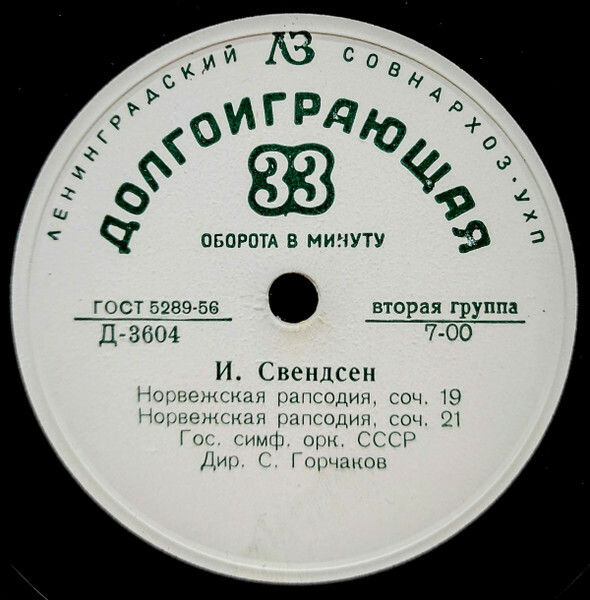 ЛЕНИНГРАДСКИЙ ЛЗ СОВНАРХОЗ · УХП
ДОЛГОИГРАЮЩАЯ
33
ОБОРОТА В МИНУТУ
ГОСТ 5289-56
Д-3604
вторая группа
7-00
И. Свендсен
Норвежская рапсодия, соч. 19
Норвежская рапсодия, соч. 21
Гос. симф. орк. СССР
Дир. С. Горчаков